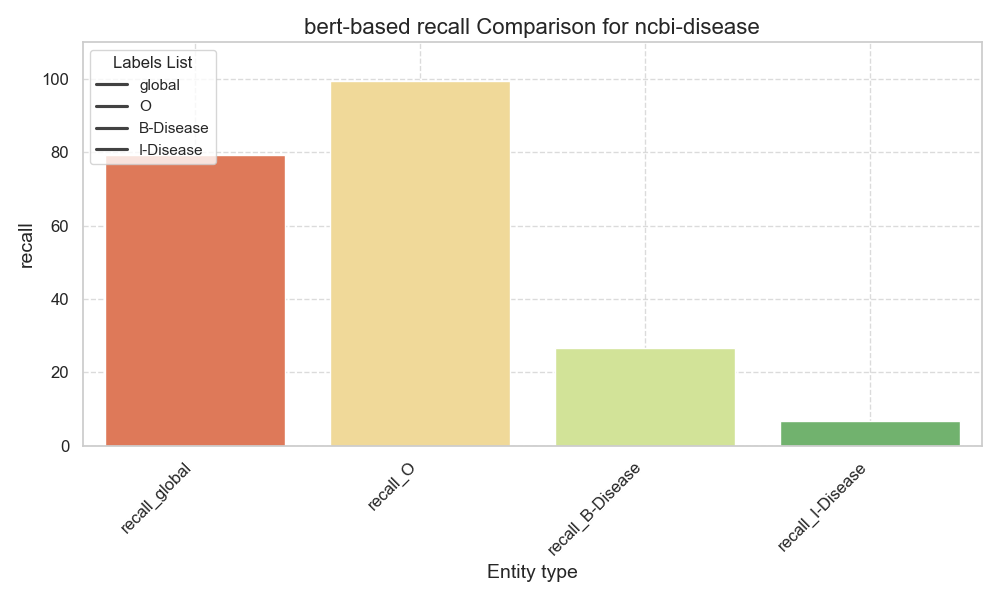 bert-based recall Comparison for ncbi-disease
Labels List
global
O
B-Disease
I-Disease
recall
100
80
60
40
20
0
recall_global
recall_O
recall_B-Disease
recall_I-Disease
Entity type